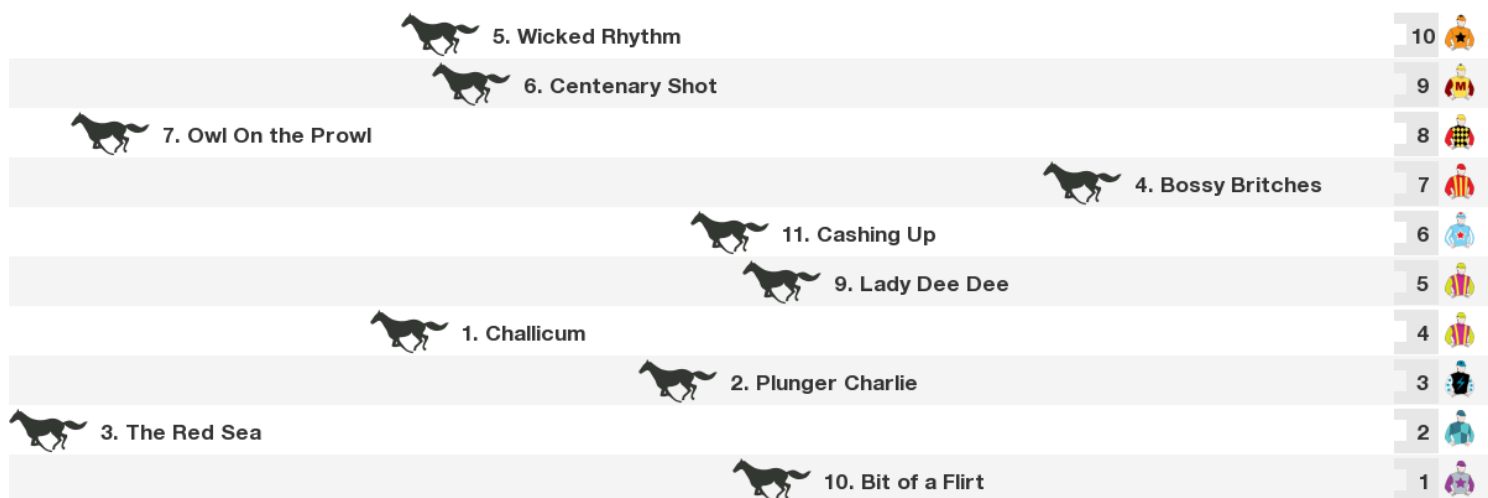 5. Wicked Rhythm 10
6. Centenary Shot 9 M
7. Owl On the Prowl 8
4. Bossy Britches 7
11. Cashing Up 6
9. Lady Dee Dee 5
1. Challicum 4
2. Plunger Charlie 3
3. The Red Sea 2
10. Bit of a Flirt 1